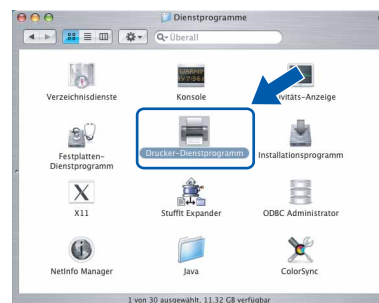 Dienstprogramme
Überall
Verzeichnisdienste
Konsole
Aktivitäts-Anzeige
Festplatten-
Dienstprogramm
Drucker-Dienstprogramm
Installationsprogramm
X11
StuffIt Expander
ODBC Administrator
NetInfo Manager
Java
ColorSync
1 von 30 ausgewählt, 11,32 GB verfügbar